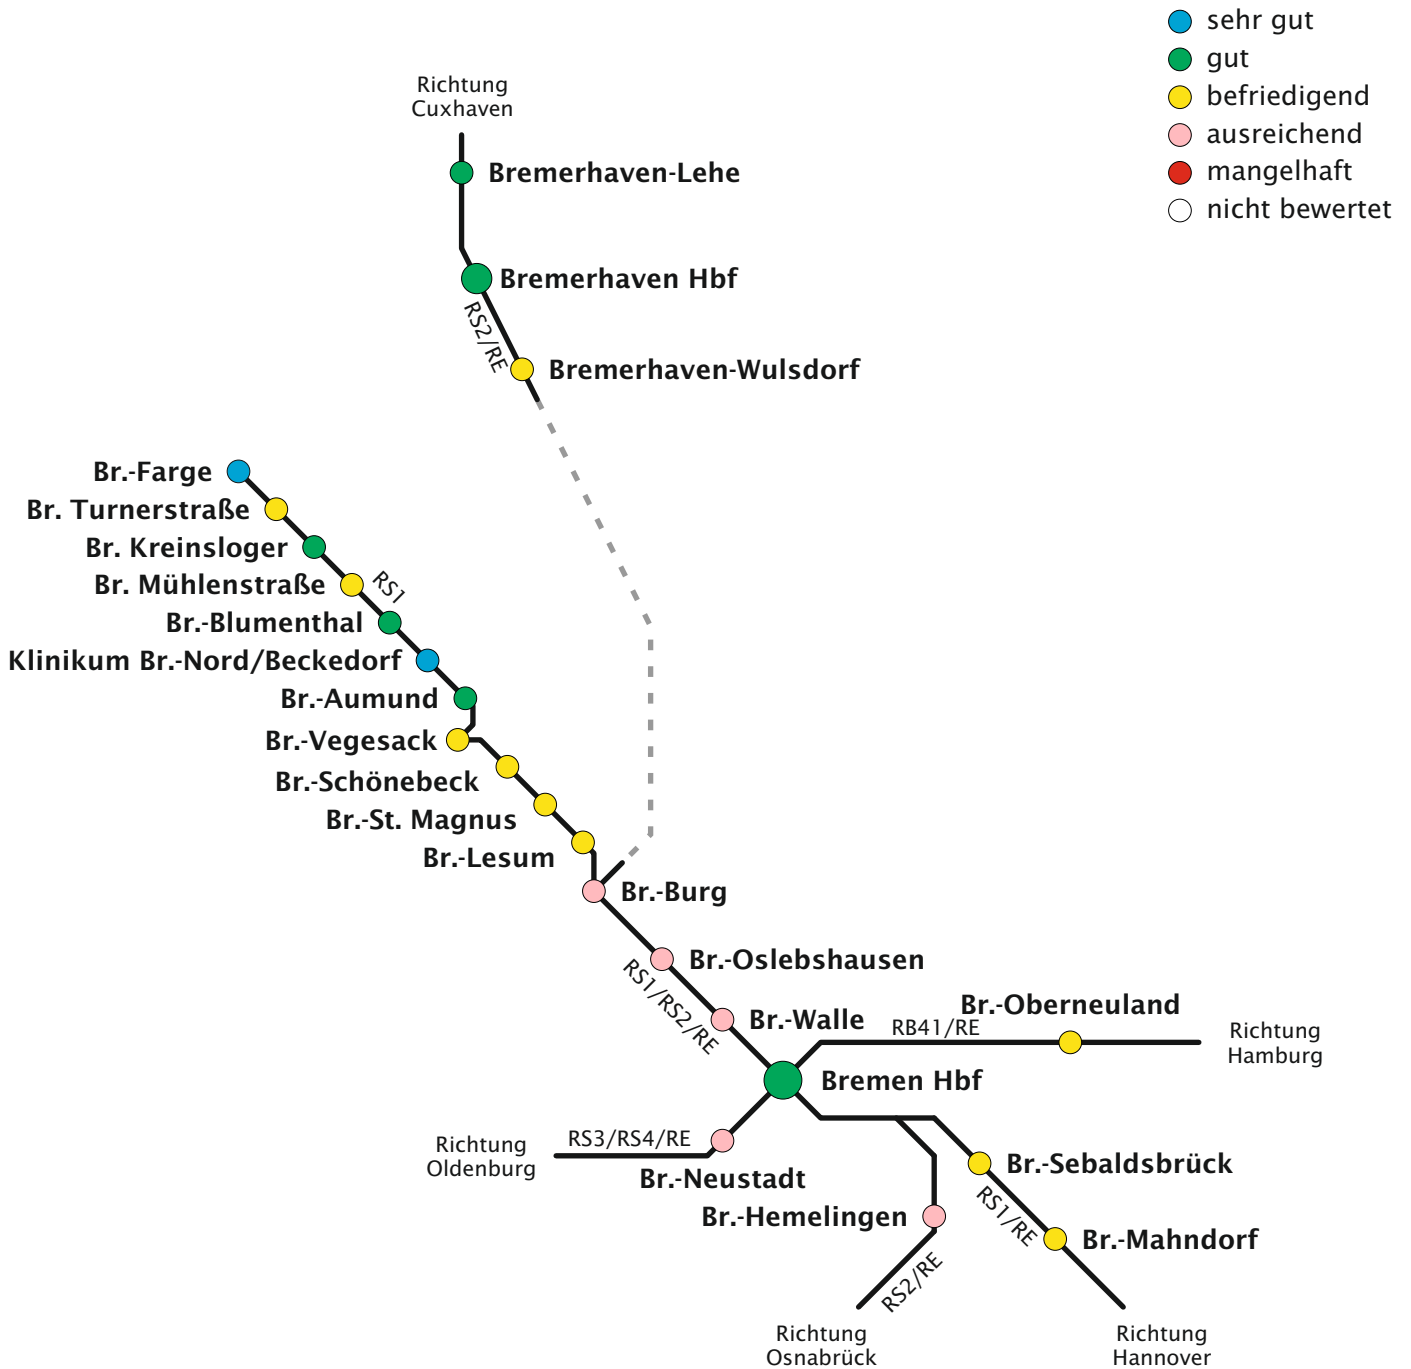 sehr gut
gut
befriedigend
ausreichend
mangelhaft
nicht bewertet
Richtung
Cuxhaven
Bremerhaven-Lehe
Bremerhaven Hbf
RS2/RE
Bremerhaven-Wulsdorf
Br.-Farge
Br. Turnerstraße
Br. Kreinsloger
Br. Mühlenstraße
RS1
Br.-Blumenthal
Klinikum Br.-Nord/Beckedorf
Br.-Aumund
Br.-Vegesack
Br.-Schönebeck
Br.-St. Magnus
Br.-Lesum
Br.-Burg
Br.-Oslebshausen
RS1/RS2/RE
Br.-Walle
Br.-Oberneuland
RB41/RE
Richtung
Hamburg
Bremen Hbf
Richtung
Oldenburg
RS3/RS4/RE
Br.-Neustadt
Br.-Hemelingen
Br.-Sebaldsbrück
RS1/RE
Br.-Mahndorf
RS2/RE
Richtung
Osnabrück
Richtung
Hannover